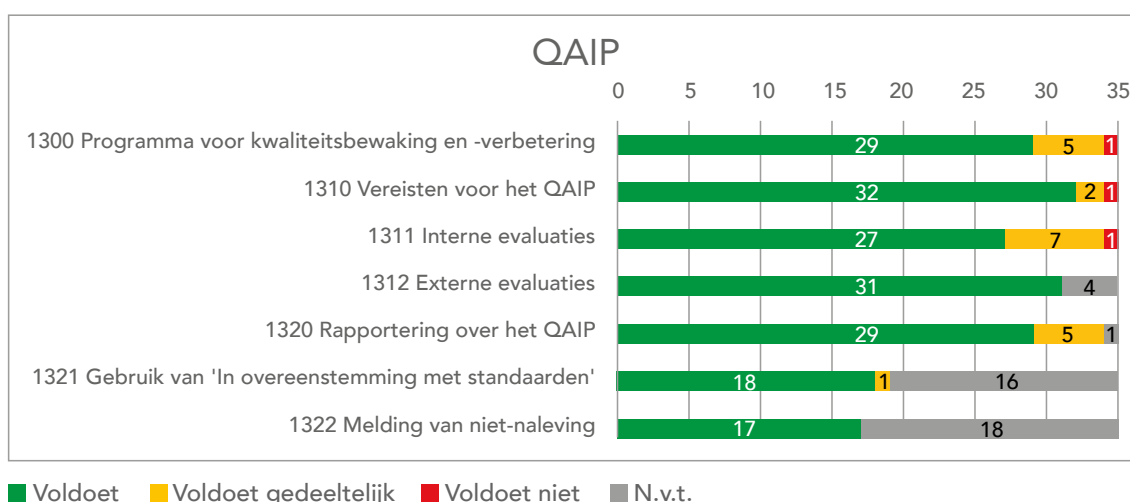 QAIP
0 5 10 15 20 25 30 35
1300 Programma voor kwaliteitsbewaking en -verbetering 29 5 1
1310 Vereisten voor het QAIP 32 2 1
1311 Interne evaluaties 27 7 1
1312 Externe evaluaties 31 4
1320 Rapportering over het QAIP 29 5 1
1321 Gebruik van 'In overeenstemming met standaarden' 18 1 16
1322 Melding van niet-naleving 17 18
Voldoet Voldoet gedeeltelijk Voldoet niet N.v.t.